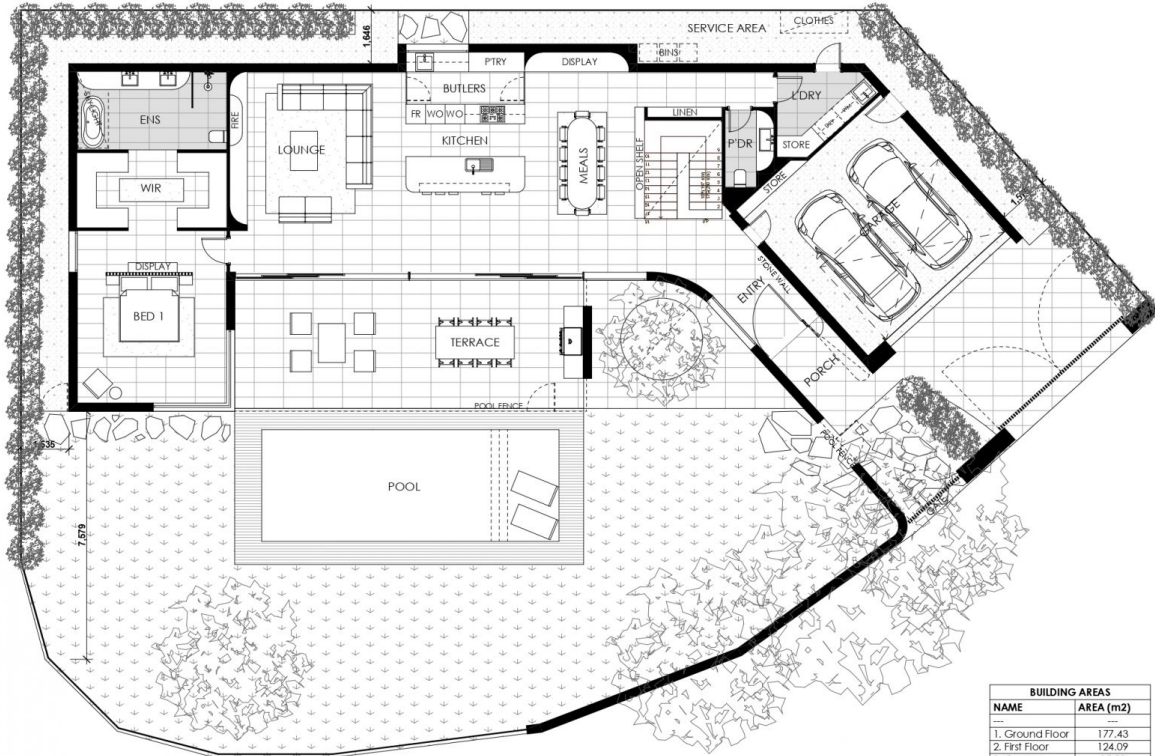 CLOTHES
SERVICE AREA
1,646
BINS
P'TRY
DISPLAY
BUTLERS
L'DRY
ENS
FIRE
FR WO WO
LINEN
KITCHEN
P'DR
STORE
LOUNGE
MEALS
OPEN SHELF
WIR
STORE
GARAGE
DISPLAY
STONE WALL
ENTRY
BED 1
TERRACE
PORCH
POOL FENCE
POOL FENCE
1,535
POOL
7,579
BUILDING AREAS
NAME AREA (m2)
--- ---
1. Ground Floor 177.43
2. First Floor 124.09